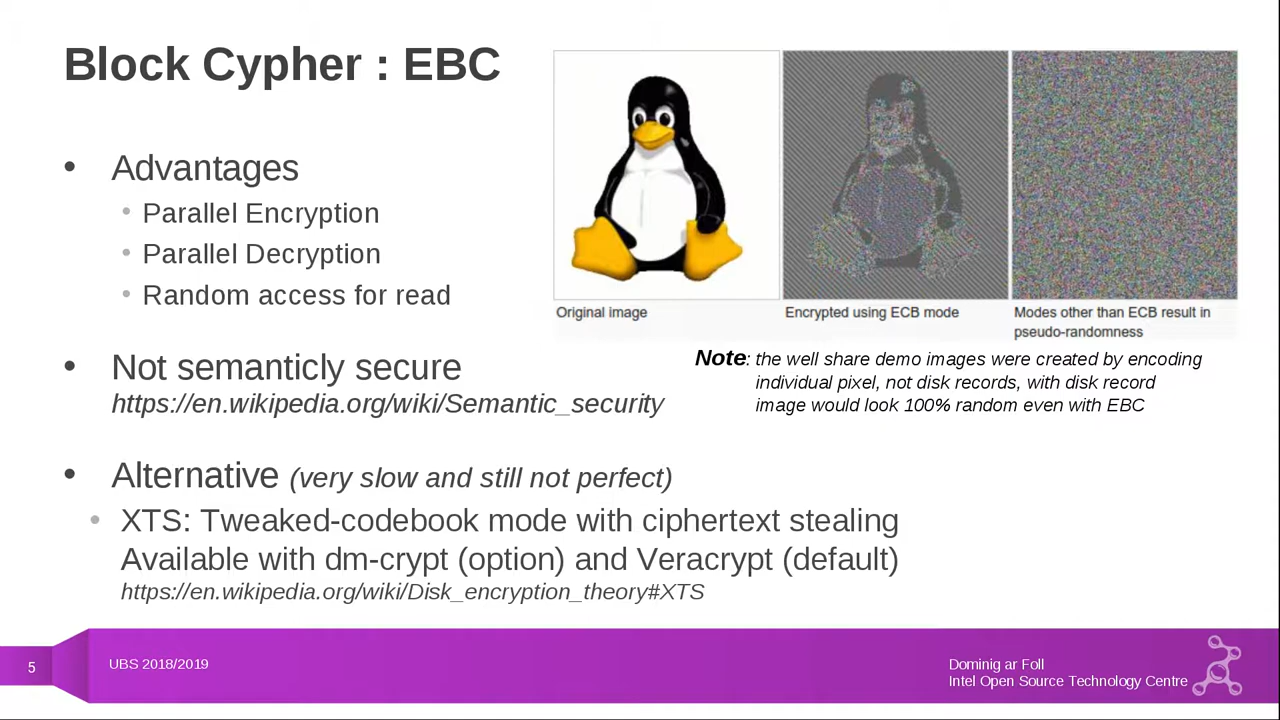 Block Cypher : EBC
Advantages
Parallel Encryption
Parallel Decryption
Random access for read
Original image
Encrypted using ECB mode
Modes other than ECB result in
pseudo-randomness
Note: the well share demo images were created by encoding
individual pixel, not disk records, with disk record
image would look 100% random even with EBC
Not semanticly secure
https://en.wikipedia.org/wiki/Semantic_security
Alternative (very slow and still not perfect)
XTS: Tweaked-codebook mode with ciphertext stealing
Available with dm-crypt (option) and Veracrypt (default)
https://en.wikipedia.org/wiki/Disk_encryption_theory#XTS
5
UBS 2018/2019
Dominig ar Foll
Intel Open Source Technology Centre